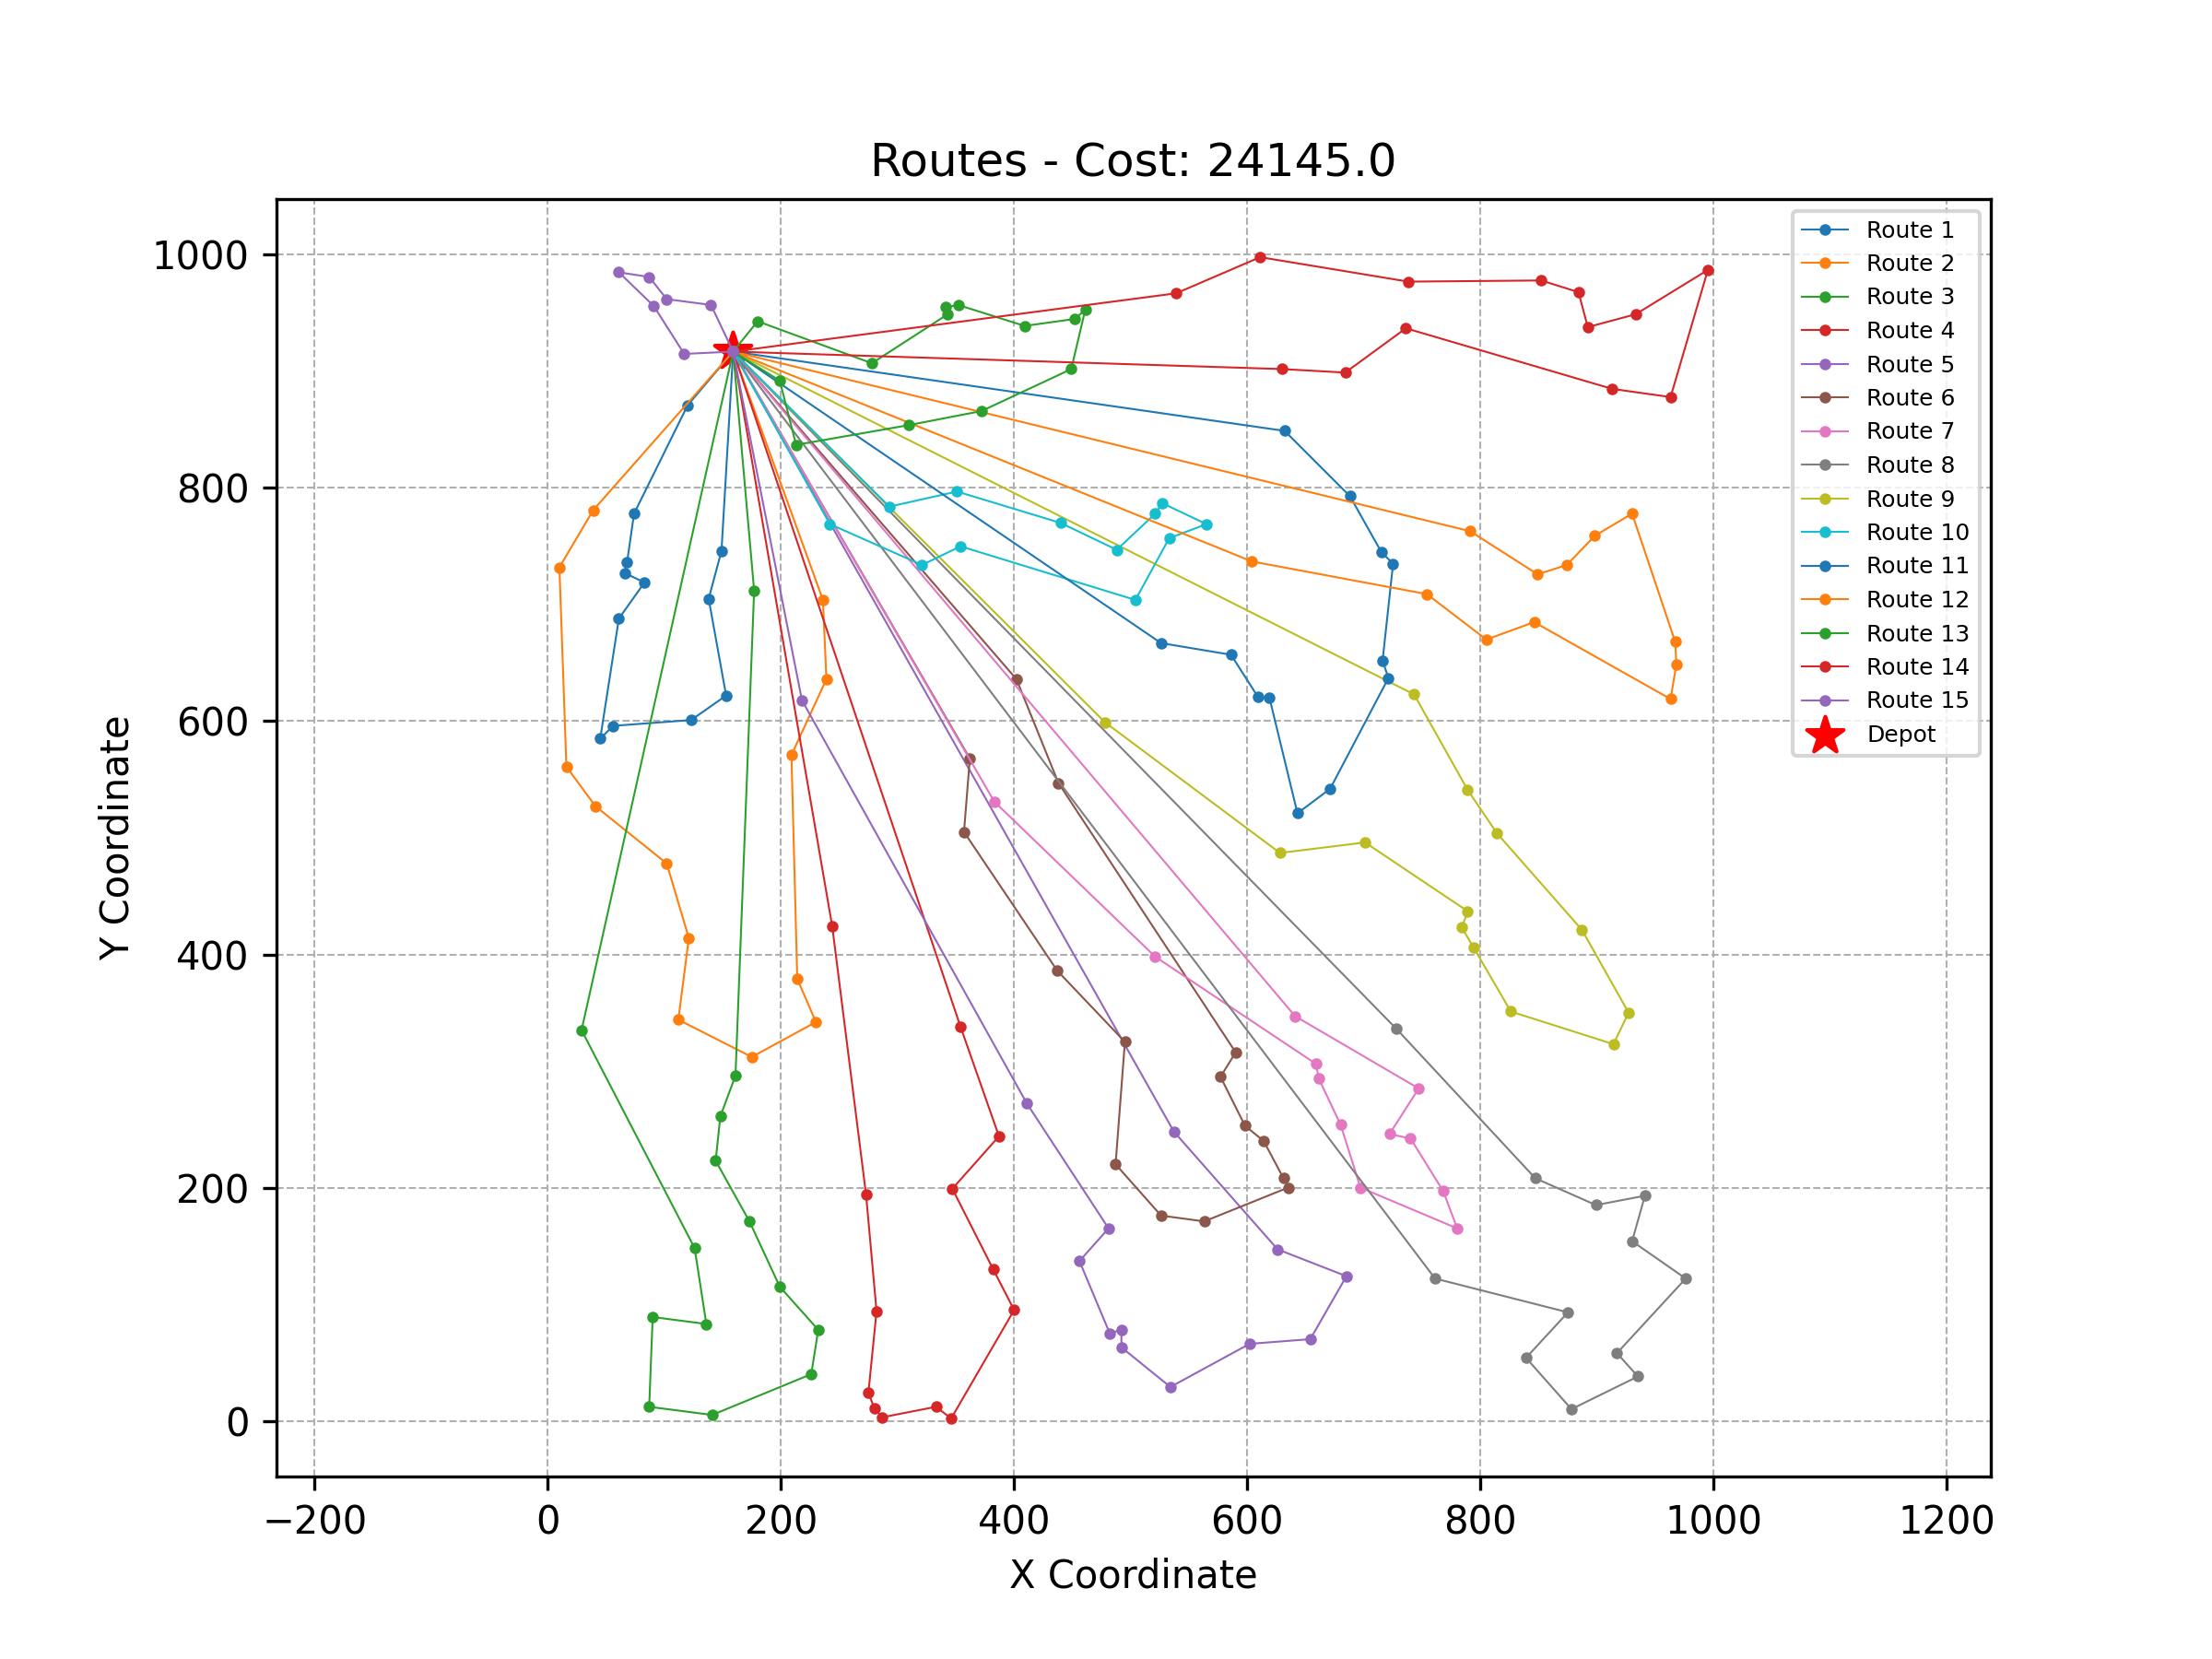 Routes - Cost: 24145.0
Y Coordinate
1000
800
600
400
200
0
−200
0
200
400
600
800
1000
1200
X Coordinate
Route 1
Route 2
Route 3
Route 4
Route 5
Route 6
Route 7
Route 8
Route 9
Route 10
Route 11
Route 12
Route 13
Route 14
Route 15
Depot